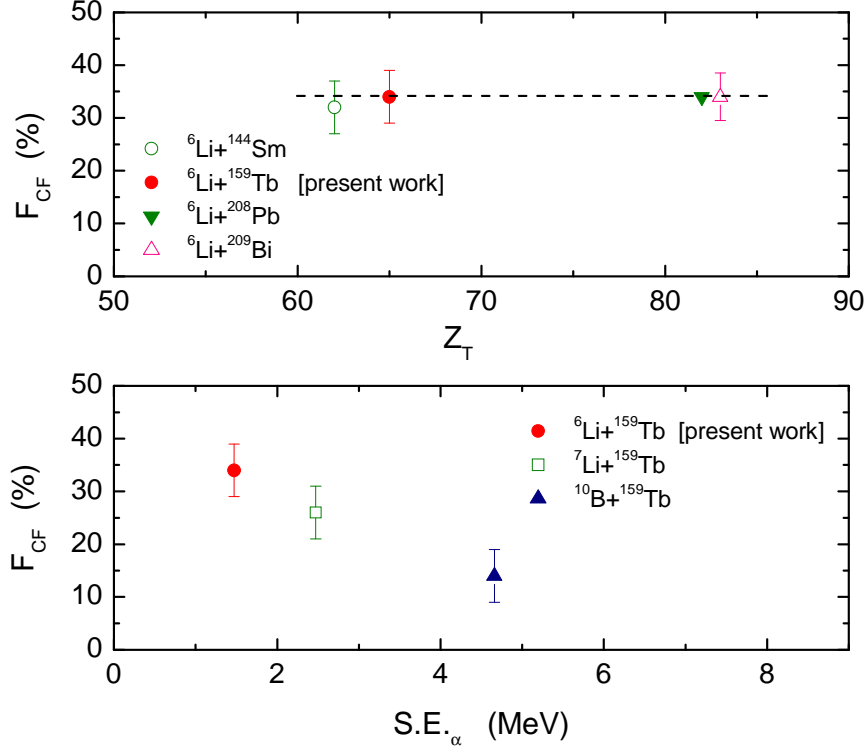 50
40
30
20
10
0
F_CF (%)
⁶Li+¹⁴⁴Sm
⁶Li+¹⁵⁹Tb [present work]
⁶Li+²⁰⁸Pb
⁶Li+²⁰⁹Bi
50 60 70 80 90
Z_T
50
40
30
20
10
0
F_CF (%)
⁶Li+¹⁵⁹Tb [present work]
⁷Li+¹⁵⁹Tb
¹⁰B+¹⁵⁹Tb
0 2 4 6 8
S.E._α (MeV)